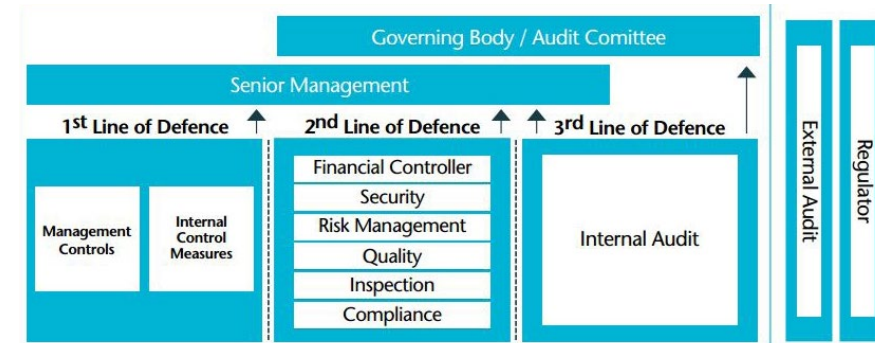 Governing Body / Audit Comittee
Senior Management
1st Line of Defence
2nd Line of Defence
3rd Line of Defence
Management
Controls
Internal
Control
Measures
Financial Controller
Security
Risk Management
Quality
Inspection
Compliance
Internal Audit
External Audit
Regulator